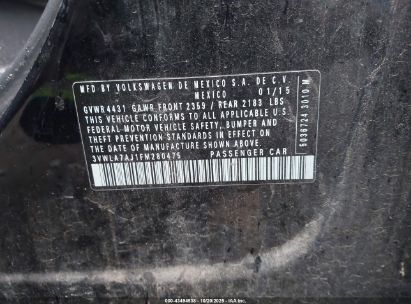 MFD BY VOLKSWAGEN DE MEXICO S.A. DE C.V.
MEXICO 01/15
GVWR 4431 GAWR FRONT 2359 / REAR 2183 LBS
THIS VEHICLE CONFORMS TO ALL APPLICABLE U.S.
FEDERAL MOTOR VEHICLE SAFETY, BUMPER AND
THEFT PREVENTION STANDARDS IN EFFECT ON THE
DATE OF MANUFACTURE SHOWN ABOVE
3VWLA7AJ1FM280475 PASSENGER CAR
5036724 3010.M